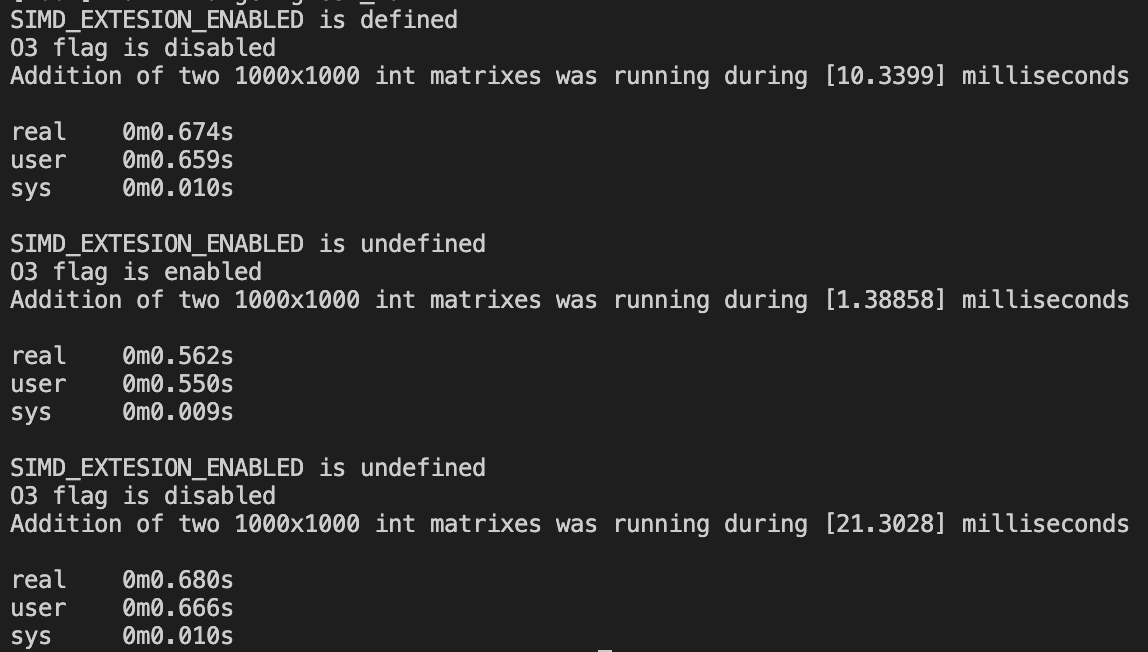 SIMD_EXTESION_ENABLED is defined
O3 flag is disabled
Addition of two 1000x1000 int matrixes was running during [10.3399] milliseconds
real 0m0.674s
user 0m0.659s
sys 0m0.010s
SIMD_EXTESION_ENABLED is undefined
O3 flag is enabled
Addition of two 1000x1000 int matrixes was running during [1.38858] milliseconds
real 0m0.562s
user 0m0.550s
sys 0m0.009s
SIMD_EXTESION_ENABLED is undefined
O3 flag is disabled
Addition of two 1000x1000 int matrixes was running during [21.3028] milliseconds
real 0m0.680s
user 0m0.666s
sys 0m0.010s